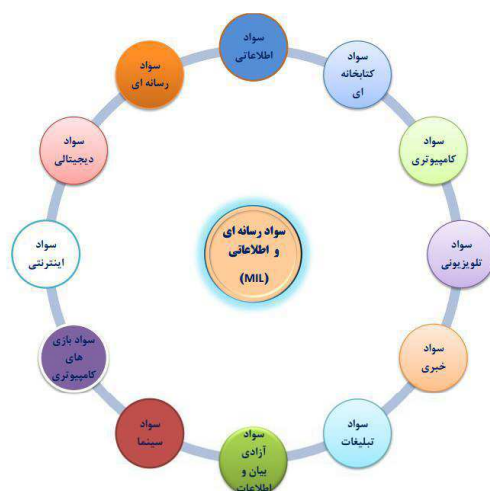 سواد
اطلاعاتی
سواد
کتابخانه
ای
سواد
کامپیوتری
سواد
تلویزیونی
سواد
خبری
سواد
تبلیغات
سواد
آزادی
بیان و
اطلاعات
سواد
سینما
سواد بازی
های
کامپیوتری
سواد
اینترنتی
سواد
دیجیتالی
سواد
رسانه ای
سواد رسانه ای
و اطلاعاتی
(MIL)